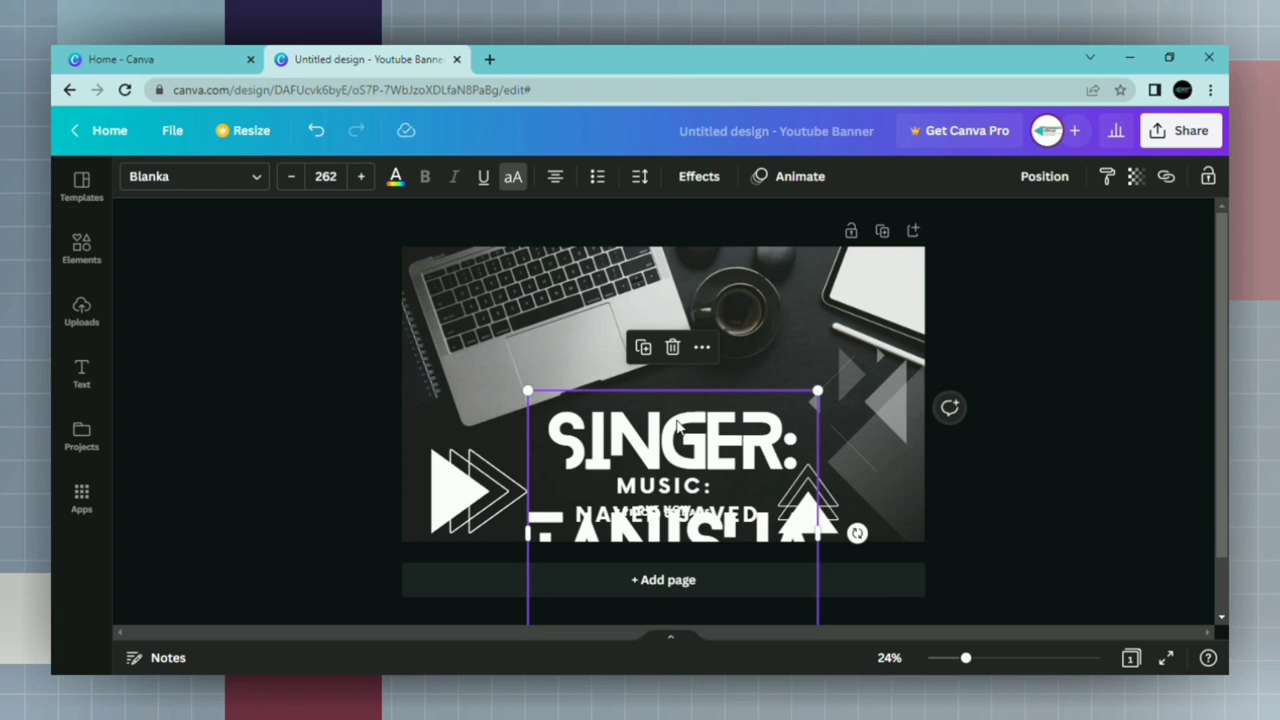 Home - Canva
Untitled design - Youtube Banne
canva.com/design/DAFUcvk6byE/oS7P-7WbJzoXDLfaN8PaBg/edit#
Home File Resize Untitled design - Youtube Banner Get Canva Pro + Share
Blanka - 262 + A B I U aA Effects Animate Position
Templates
Elements
Uploads
Text
Projects
Apps
SINGER:
MUSIC:
+ Add page
Notes 24% 1 ?